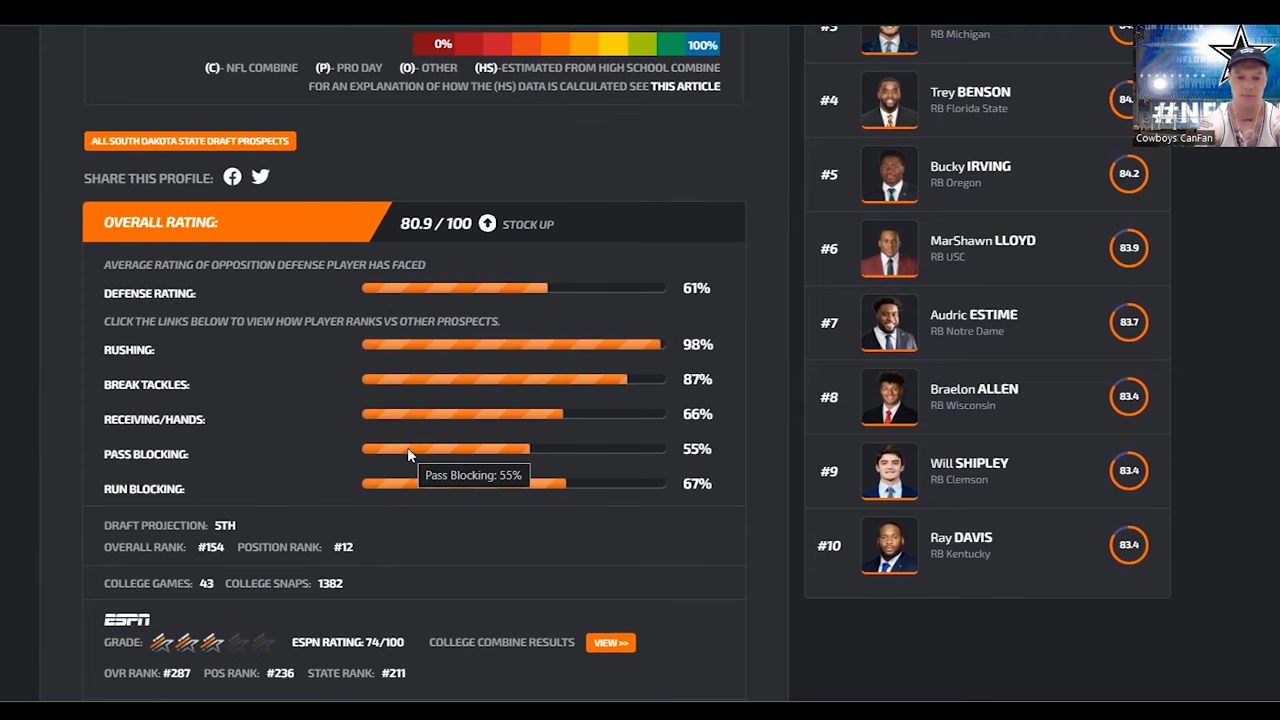 0%
100%
(C)- NFL COMBINE (P)- PRO DAY (O)- OTHER (HS)-ESTIMATED FROM HIGH SCHOOL COMBINE
FOR AN EXPLANATION OF HOW THE (HS) DATA IS CALCULATED SEE THIS ARTICLE
ALL SOUTH DAKOTA STATE DRAFT PROSPECTS
SHARE THIS PROFILE:
OVERALL RATING: 80.9 / 100 STOCK UP
AVERAGE RATING OF OPPOSITION DEFENSE PLAYER HAS FACED
DEFENSE RATING: 61%
CLICK THE LINKS BELOW TO VIEW HOW PLAYER RANKS VS OTHER PROSPECTS.
RUSHING: 98%
BREAK TACKLES: 87%
RECEIVING/HANDS: 66%
PASS BLOCKING: 55%
Pass Blocking: 55%
RUN BLOCKING: 67%
DRAFT PROJECTION: 5TH
OVERALL RANK: #154 POSITION RANK: #12
COLLEGE GAMES: 43 COLLEGE SNAPS: 1382
ESPN
GRADE: ESPN RATING: 74/100 COLLEGE COMBINE RESULTS VIEW >>
OVR RANK: #287 POS RANK: #236 STATE RANK: #211
RB Michigan
#4 Trey BENSON 84.
RB Florida State
#5 Bucky IRVING 84.2
RB Oregon
#6 MarShawn LLOYD 83.9
RB USC
#7 Audric ESTIME 83.7
RB Notre Dame
#8 Braelon ALLEN 83.4
RB Wisconsin
#9 Will SHIPLEY 83.4
RB Clemson
#10 Ray DAVIS 83.4
RB Kentucky
Cowboys CanFan